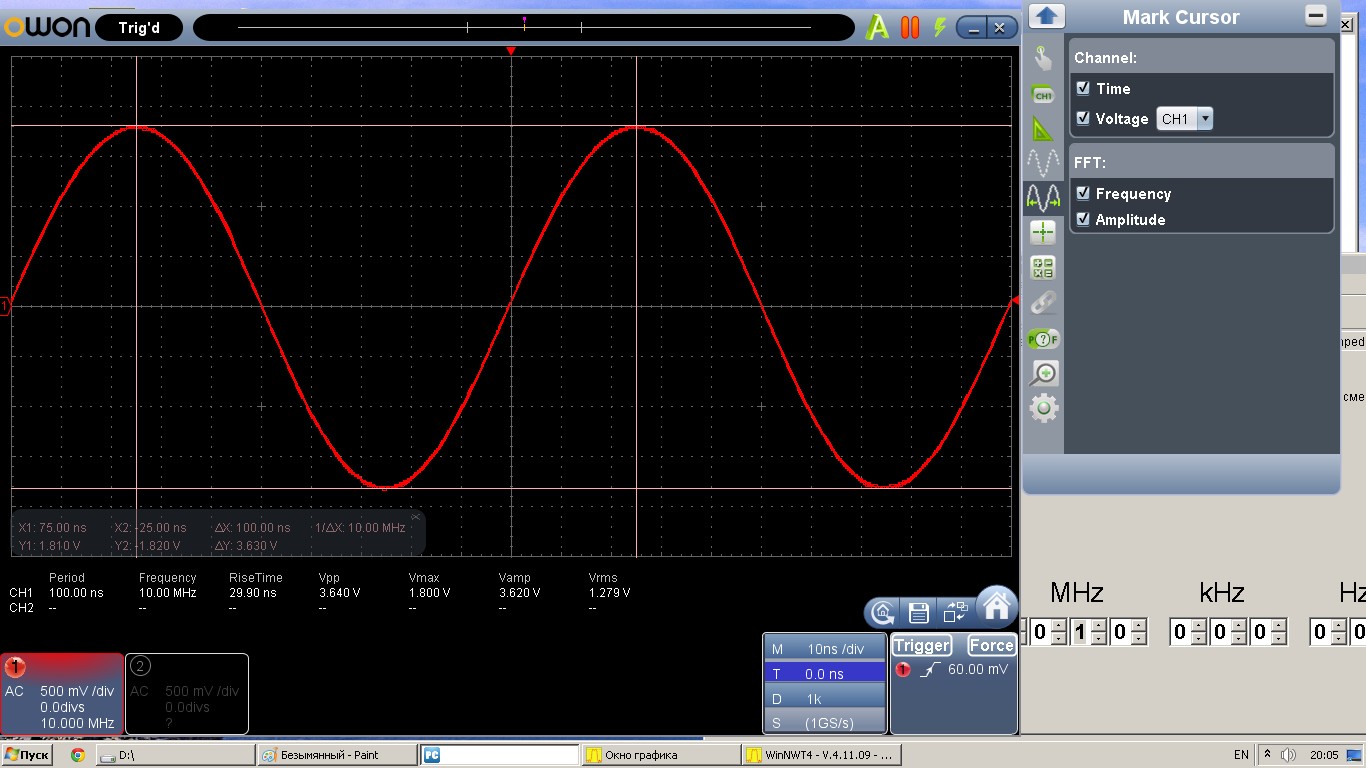 owon Trig'd
Mark Cursor
Channel:
Time
Voltage CH1
FFT:
Frequency
Amplitude
CH1
P?F
1
X1: 75.00 ns X2: -25.00 ns ΔX: 100.00 ns 1/ΔX: 10.00 MHz
Y1: 1.810 V Y2: -1.820 V ΔY: 3.630 V
Period Frequency RiseTime Vpp Vmax Vamp Vrms
CH1 100.00 ns 10.00 MHz 29.90 ns 3.640 V 1.800 V 3.620 V 1.279 V
CH2 -- -- -- -- -- -- --
MHz kHz Hz
0 1 0 0 0 0 0 0
1
AC 500 mV /div
0.0divs
10.000 MHz
2
AC 500 mV /div
0.0divs
?
M 10ns /div
T 0.0 ns
D 1k
S (1GS/s)
Trigger Force
1 60.00 mV
ped
сме
Пуск D:\ Безымянный - Paint PC Окно графика WinNWT4 - V.4.11.09 - ... EN 20:05